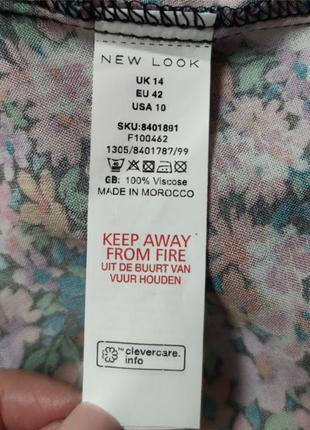 NEW LOOK
UK 14
EU 42
USA 10
SKU:8401891
F100462
1305/8401787/99
GB: 100% Viscose
MADE IN MOROCCO
KEEP AWAY
FROM FIRE
UIT DE BUURT VAN
VUUR HOUDEN
™clevercare.
info